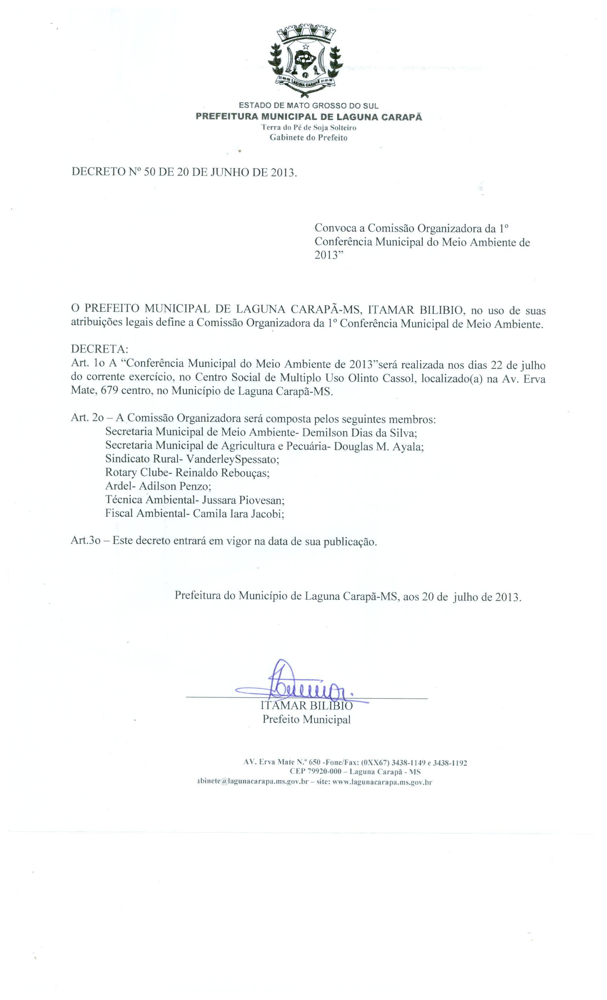 22-04-92 LAGUNA CARAPÃ 01-01-93
ESTADO DE MATO GROSSO DO SUL
PREFEITURA MUNICIPAL DE LAGUNA CARAPÃ
Terra do Pé de Soja Solteiro
Gabinete do Prefeito
DECRETO Nº 50 DE 20 DE JUNHO DE 2013.
Convoca a Comissão Organizadora da 1º
Conferência Municipal do Meio Ambiente de
2013”
O PREFEITO MUNICIPAL DE LAGUNA CARAPÃ-MS, ITAMAR BILIBIO, no uso de suas
atribuições legais define a Comissão Organizadora da 1º Conferência Municipal de Meio Ambiente.
DECRETA:
Art. 1o A “Conferência Municipal do Meio Ambiente de 2013”será realizada nos dias 22 de julho
do corrente exercício, no Centro Social de Multiplo Uso Olinto Cassol, localizado(a) na Av. Erva
Mate, 679 centro, no Município de Laguna Carapã-MS.
Art. 2o – A Comissão Organizadora será composta pelos seguintes membros:
Secretaria Municipal de Meio Ambiente- Demilson Dias da Silva;
Secretaria Municipal de Agricultura e Pecuária- Douglas M. Ayala;
Sindicato Rural- VanderleySpessato;
Rotary Clube- Reinaldo Rebouças;
Ardel- Adilson Penzo;
Técnica Ambiental- Jussara Piovesan;
Fiscal Ambiental- Camila Iara Jacobi;
Art.3o – Este decreto entrará em vigor na data de sua publicação.
Prefeitura do Município de Laguna Carapã-MS, aos 20 de julho de 2013.
ITAMAR BILIBIO
Prefeito Municipal
AV. Erva Mate N.º 650 -Fone/Fax: (0XX67) 3438-1149 e 3438-1192
CEP 79920-000 – Laguna Carapã - MS
abinete@lagunacarapa.ms.gov.br – site: www.lagunacarapa.ms.gov.br